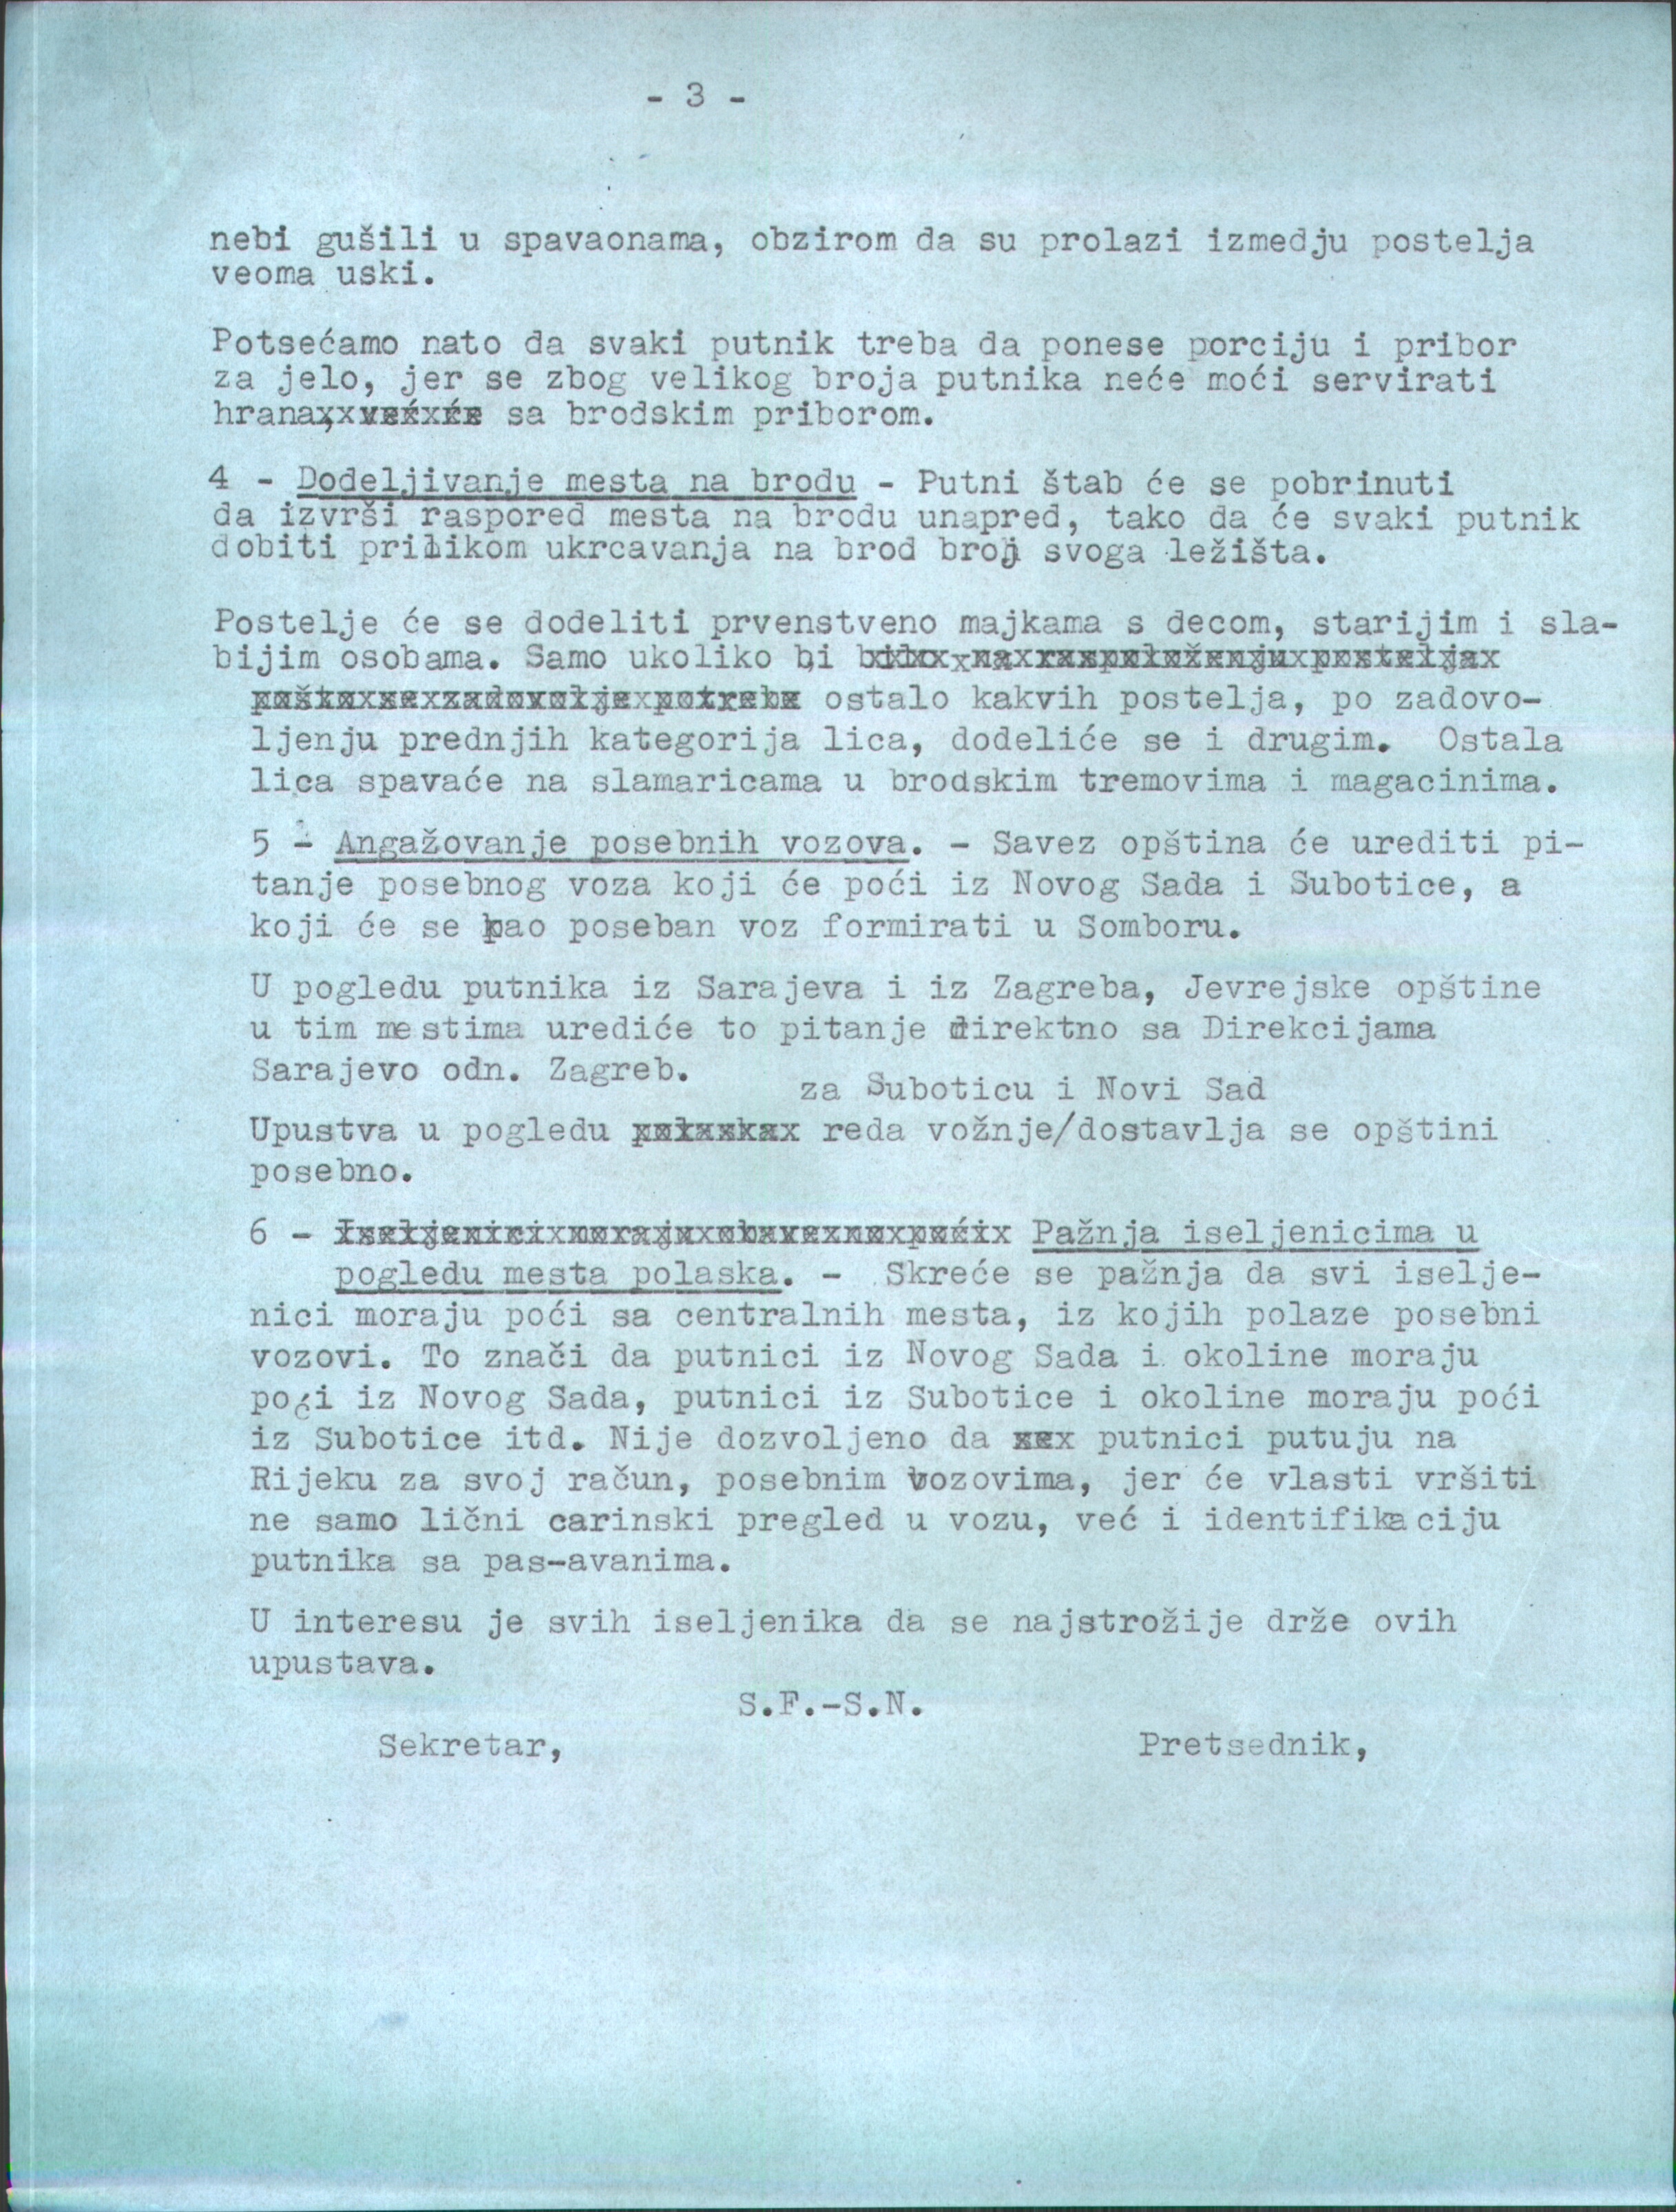 - 3 -
nebi gušili u spavaonama, obzirom da su prolazi izmedju postelja
veoma uski.
Potsećamo nato da svaki putnik treba da ponese porciju i pribor
za jelo, jer se zbog velikog broja putnika neće moći servirati
hrana sa brodskim priborom.
4 - Dodeljivanje mesta na brodu - Putni štab će se pobrinuti
da izvrši raspored mesta na brodu unapred, tako da će svaki putnik
dobiti prilikom ukrcavanja na brod broj svoga ležišta.
Postelje će se dodeliti prvenstveno majkama s decom, starijim i sla-
bijim osobama. Samo ukoliko bi
ostalo kakvih postelja, po zadovo-
ljenju prednjih kategorija lica, dodeliće se i drugim. Ostala
lica spavaće na slamaricama u brodskim tremovima i magacinima.
5 - Angažovanje posebnih vozova. - Savez opština će urediti pi-
tanje posebnog voza koji će poći iz Novog Sada i Subotice, a
koji će se kao poseban voz formirati u Somboru.
U pogledu putnika iz Sarajeva i iz Zagreba, Jevrejske opštine
u tim mestima urediće to pitanje direktno sa Direkcijama
Sarajevo odn. Zagreb.
za Suboticu i Novi Sad
Upustva u pogledu reda vožnje/dostavlja se opštini
posebno.
6 - Pažnja iseljenicima u
pogledu mesta polaska. - Skreće se pažnja da svi iselje-
nici moraju poći sa centralnih mesta, iz kojih polaze posebni
vozovi. To znači da putnici iz Novog Sada i okoline moraju
poći iz Novog Sada, putnici iz Subotice i okoline moraju poći
iz Subotice itd. Nije dozvoljeno da putnici putuju na
Rijeku za svoj račun, posebnim vozovima, jer će vlasti vršiti
ne samo lični carinski pregled u vozu, već i identifikaciju
putnika sa pas-avanima.
U interesu je svih iseljenika da se najstrožije drže ovih
upustava.
S.F.-S.N.
Sekretar, Pretsednik,